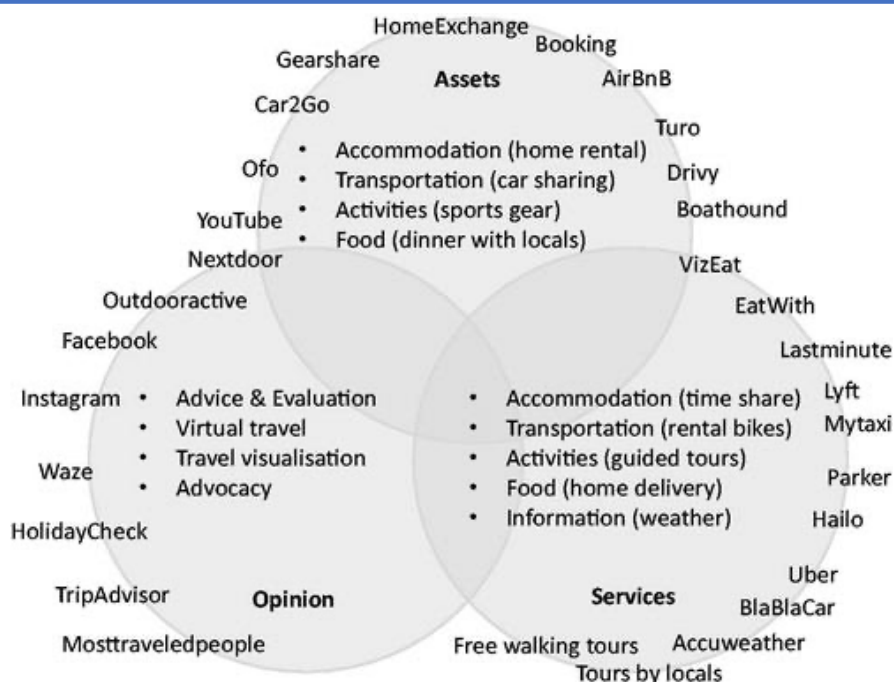 HomeExchange
Booking
Gearshare
Assets
AirBnB
Car2Go
Turo
• Accommodation (home rental)
Ofo
• Transportation (car sharing)
Drivy
• Activities (sports gear)
Boathound
YouTube
• Food (dinner with locals)
Nextdoor
VizEat
Outdooractive
EatWith
Facebook
Lastminute
Instagram
• Advice & Evaluation
• Virtual travel
• Travel visualisation
• Advocacy
• Accommodation (time share)
• Transportation (rental bikes)
• Activities (guided tours)
• Food (home delivery)
• Information (weather)
Lyft
Mytaxi
Waze
Parker
HolidayCheck
Hailo
TripAdvisor
Opinion
Services
Uber
BlaBlaCar
Mosttraveledpeople
Free walking tours
Accuweather
Tours by locals